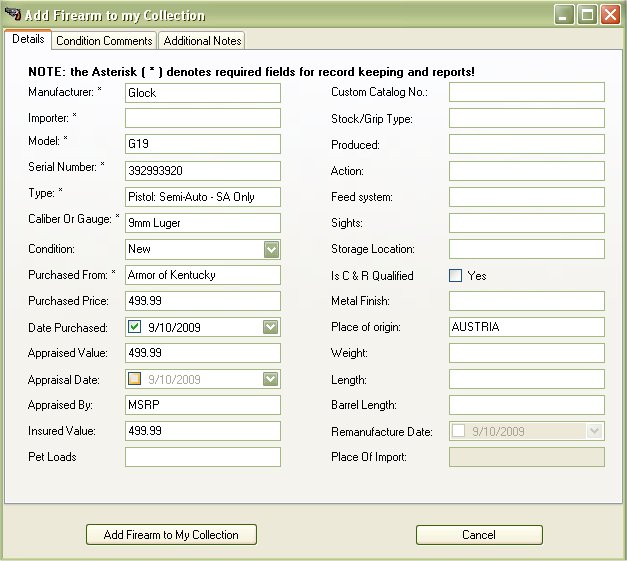 Add Firearm to my Collection
Details Condition Comments Additional Notes
NOTE: the Asterisk ( * ) denotes required fields for record keeping and reports!
Manufacturer: * Glock
Importer: *
Model: * G19
Serial Number: * 392993920
Type: * Pistol: Semi-Auto - SA Only
Caliber Or Gauge: * 9mm Luger
Condition: New
Purchased From: * Armor of Kentucky
Purchased Price: 499.99
Date Purchased: 9/10/2009
Appraised Value: 499.99
Appraisal Date: 9/10/2009
Appraised By: MSRP
Insured Value: 499.99
Pet Loads
Custom Catalog No.:
Stock/Grip Type:
Produced:
Action:
Feed system:
Sights:
Storage Location:
Is C & R Qualified Yes
Metal Finish:
Place of origin: AUSTRIA
Weight:
Length:
Barrel Length:
Remanufacture Date: 9/10/2009
Place Of Import:
Add Firearm to My Collection Cancel